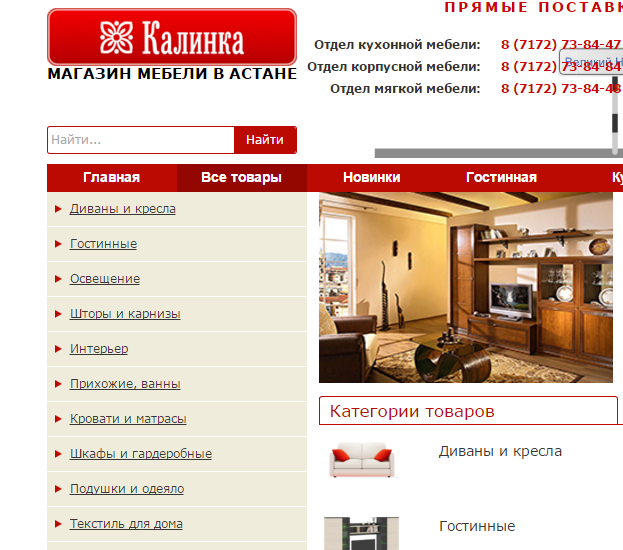 ПРЯМЫЕ ПОСТАВК
Калинка
МАГАЗИН МЕБЕЛИ В АСТАНЕ
Отдел кухонной мебели: 8 (7172) 73-84-47
Отдел корпусной мебели: 8 (7172) 73-84-84
Отдел мягкой мебели: 8 (7172) 73-84-48
Великий Н
Найти... Найти
Главная Все товары Новинки Гостинная Ку
Диваны и кресла
Гостинные
Освещение
Шторы и карнизы
Интерьер
Прихожие, ванны
Кровати и матрасы
Шкафы и гардеробные
Подушки и одеяло
Текстиль для дома
Категории товаров
Диваны и кресла
Гостинные